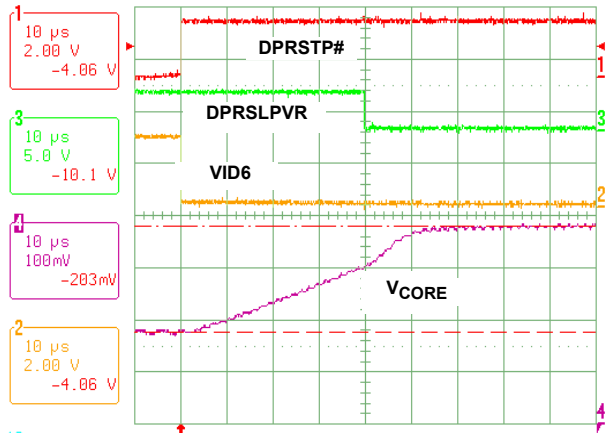 1
10 µs
2.00 V
-4.06 V
DPRSTP#
1
3
10 µs
5.0 V
-10.1 V
DPRSLPVR
3
VID6
2
4
10 µs
100mV
-203mV
VCORE
2
10 µs
2.00 V
-4.06 V
4